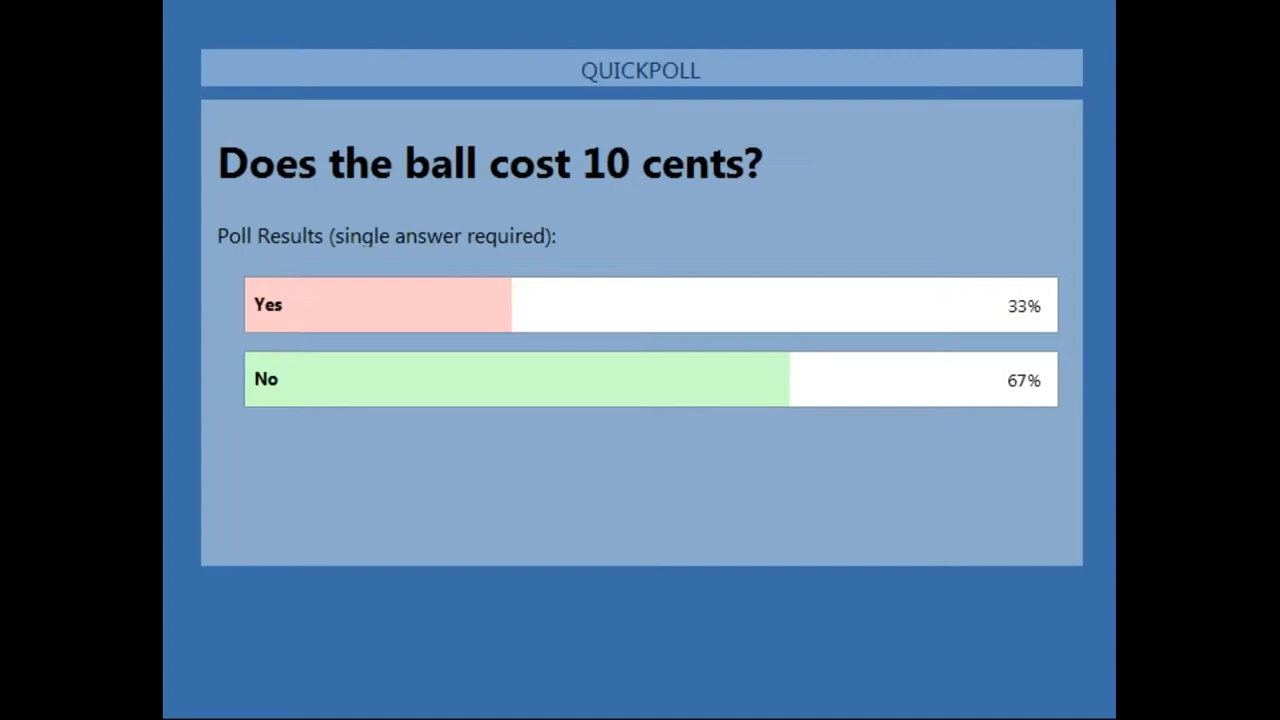 QUICKPOLL
Does the ball cost 10 cents?
Poll Results (single answer required):
Yes 33%
No 67%